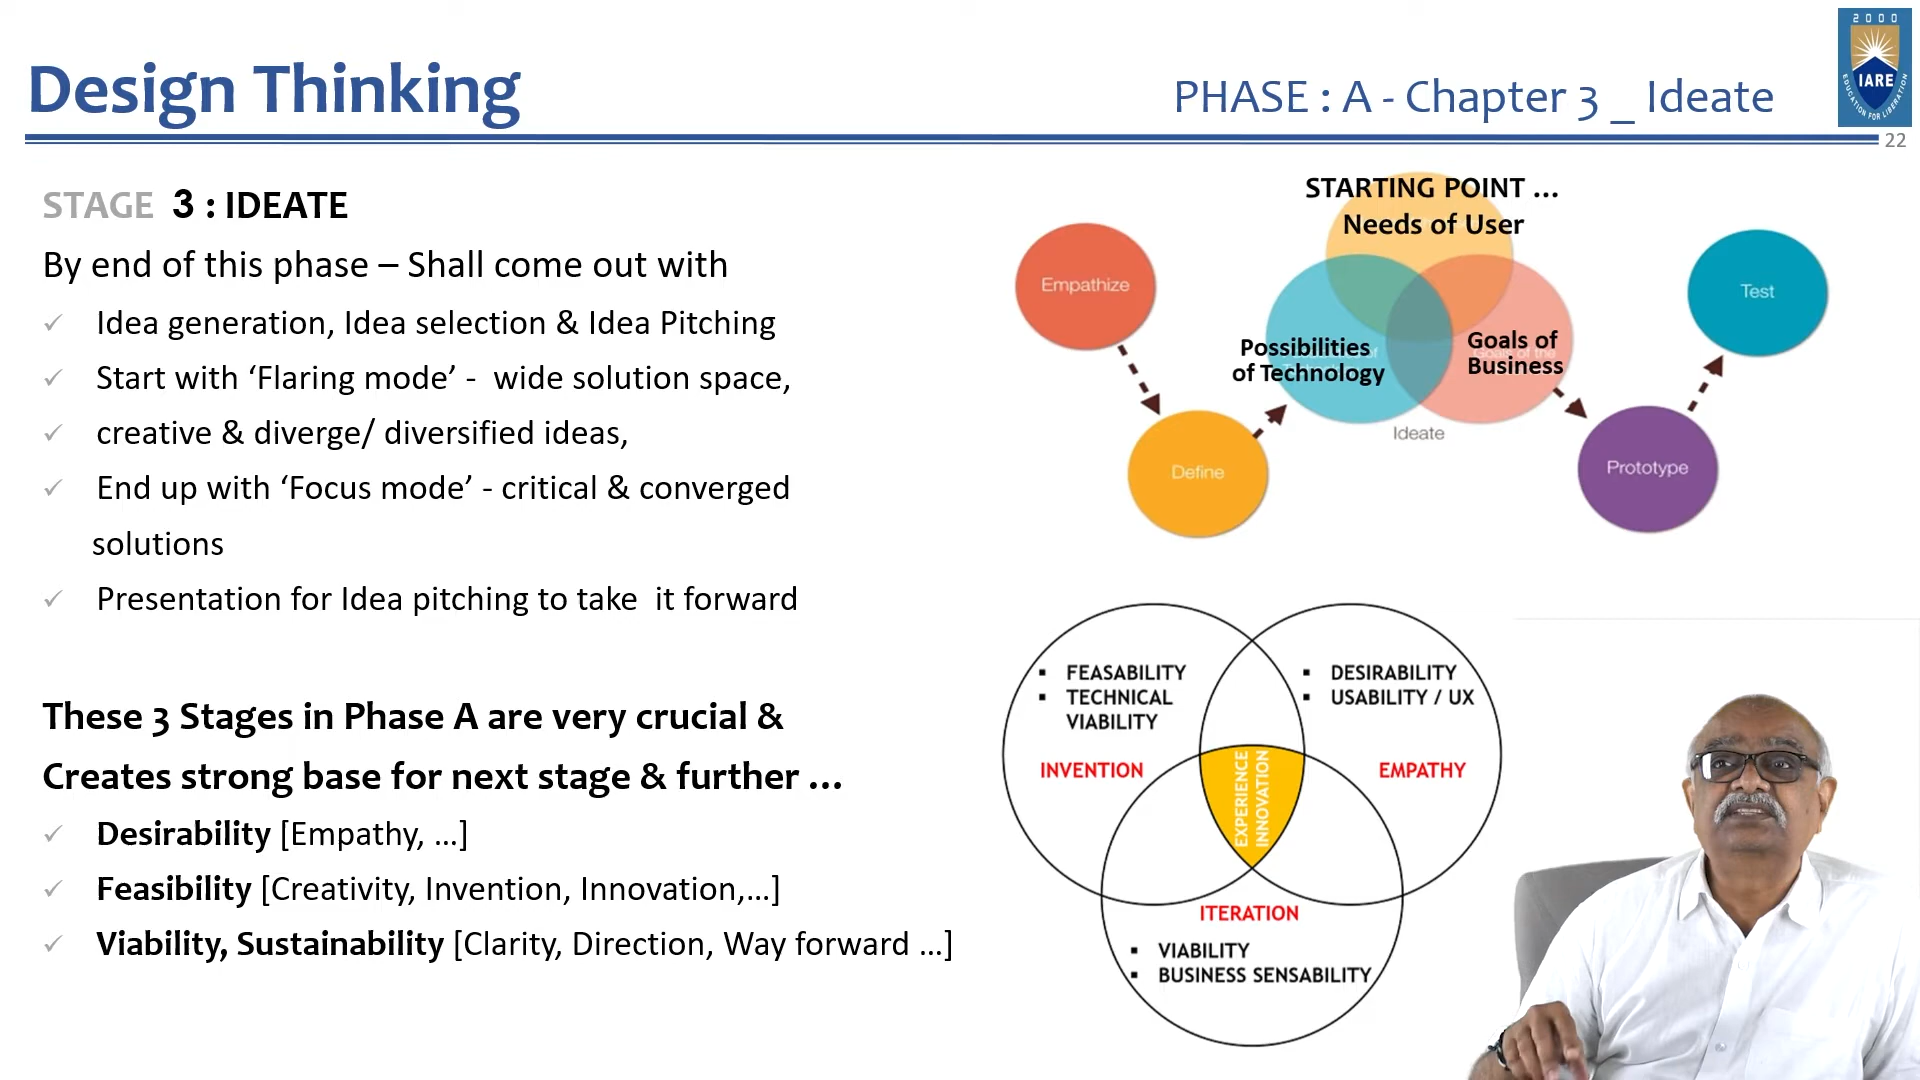 Design Thinking
PHASE : A - Chapter 3 _ Ideate
2000
IARE
EDUCATION FOR LIBERATION
22
STAGE 3 : IDEATE
By end of this phase – Shall come out with
✓ Idea generation, Idea selection & Idea Pitching
✓ Start with ‘Flaring mode’ - wide solution space,
✓ creative & diverge/ diversified ideas,
✓ End up with ‘Focus mode’ - critical & converged
solutions
✓ Presentation for Idea pitching to take it forward
These 3 Stages in Phase A are very crucial &
Creates strong base for next stage & further ...
✓ Desirability [Empathy, ...]
✓ Feasibility [Creativity, Invention, Innovation,...]
✓ Viability, Sustainability [Clarity, Direction, Way forward ...]
STARTING POINT ...
Needs of User
Empathize
Test
Possibilities
of Technology
Goals of
Business
Ideate
Define
Prototype
▪ FEASABILITY
▪ TECHNICAL
VIABILITY
INVENTION
▪ DESIRABILITY
▪ USABILITY / UX
EMPATHY
EXPERIENCE
INNOVATION
ITERATION
▪ VIABILITY
▪ BUSINESS SENSABILITY